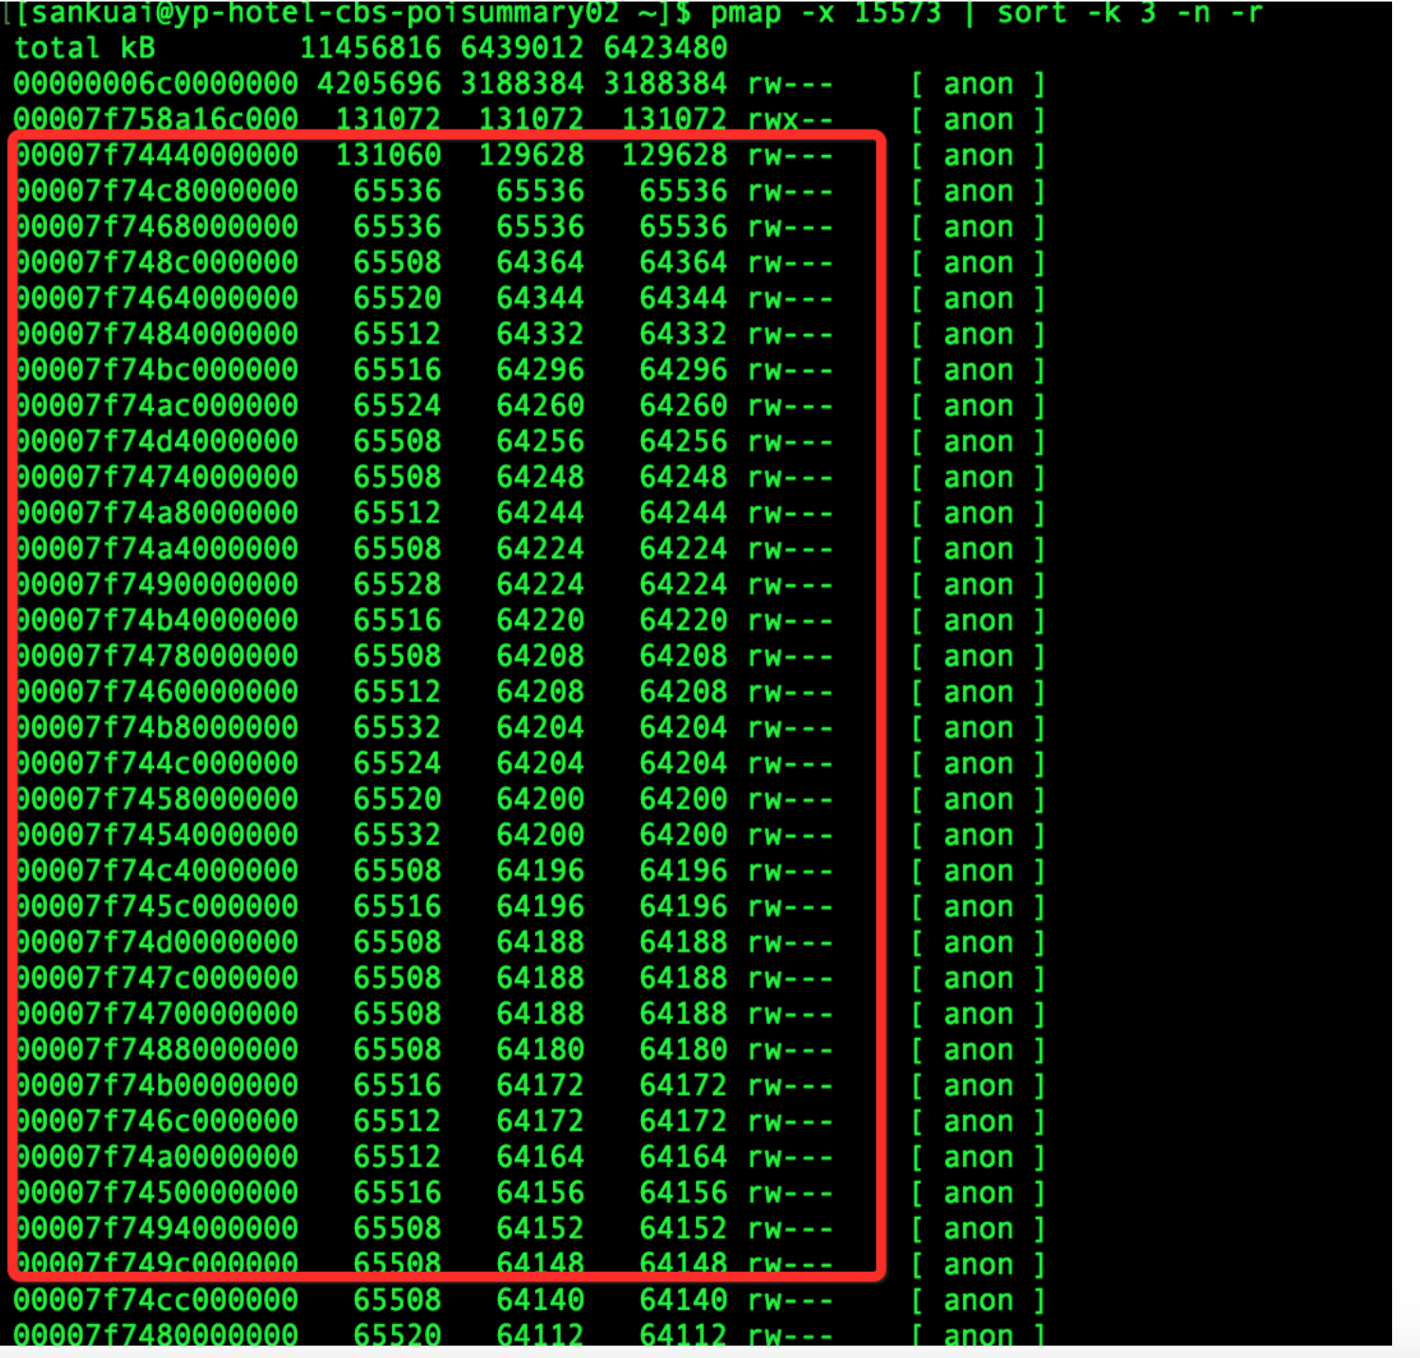 [[sankuai@yp-hotel-cbs-poisummary02 ~]$ pmap -x 15573 | sort -k 3 -n -r
total kB 11456816 6439012 6423480
00000006c0000000 4205696 3188384 3188384 rw--- [ anon ]
00007f758a16c000 131072 131072 131072 rwx-- [ anon ]
00007f7444000000 131060 129628 129628 rw--- [ anon ]
00007f74c8000000 65536 65536 65536 rw--- [ anon ]
00007f7468000000 65536 65536 65536 rw--- [ anon ]
00007f748c000000 65508 64364 64364 rw--- [ anon ]
00007f7464000000 65520 64344 64344 rw--- [ anon ]
00007f7484000000 65512 64332 64332 rw--- [ anon ]
00007f74bc000000 65516 64296 64296 rw--- [ anon ]
00007f74ac000000 65524 64260 64260 rw--- [ anon ]
00007f74d4000000 65508 64256 64256 rw--- [ anon ]
00007f7474000000 65508 64248 64248 rw--- [ anon ]
00007f74a8000000 65512 64244 64244 rw--- [ anon ]
00007f74a4000000 65508 64224 64224 rw--- [ anon ]
00007f7490000000 65528 64224 64224 rw--- [ anon ]
00007f74b4000000 65516 64220 64220 rw--- [ anon ]
00007f7478000000 65508 64208 64208 rw--- [ anon ]
00007f7460000000 65512 64208 64208 rw--- [ anon ]
00007f74b8000000 65532 64204 64204 rw--- [ anon ]
00007f744c000000 65524 64204 64204 rw--- [ anon ]
00007f7458000000 65520 64200 64200 rw--- [ anon ]
00007f7454000000 65532 64200 64200 rw--- [ anon ]
00007f74c4000000 65508 64196 64196 rw--- [ anon ]
00007f745c000000 65516 64196 64196 rw--- [ anon ]
00007f74d0000000 65508 64188 64188 rw--- [ anon ]
00007f747c000000 65508 64188 64188 rw--- [ anon ]
00007f7470000000 65508 64188 64188 rw--- [ anon ]
00007f7488000000 65508 64180 64180 rw--- [ anon ]
00007f74b0000000 65516 64172 64172 rw--- [ anon ]
00007f746c000000 65512 64172 64172 rw--- [ anon ]
00007f74a0000000 65512 64164 64164 rw--- [ anon ]
00007f7450000000 65516 64156 64156 rw--- [ anon ]
00007f7494000000 65508 64152 64152 rw--- [ anon ]
00007f749c000000 65508 64148 64148 rw--- [ anon ]
00007f74cc000000 65508 64140 64140 rw--- [ anon ]
00007f7480000000 65520 64112 64112 rw--- [ anon ]